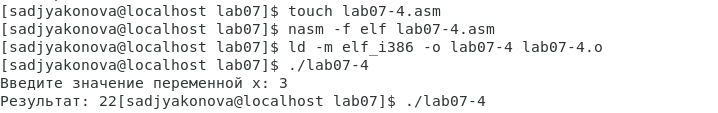 [sadjyakonova@localhost lab07]$ touch lab07-4.asm
[sadjyakonova@localhost lab07]$ nasm -f elf lab07-4.asm
[sadjyakonova@localhost lab07]$ ld -m elf_i386 -o lab07-4 lab07-4.o
[sadjyakonova@localhost lab07]$ ./lab07-4
Введите значение переменной x: 3
Результат: 22[sadjyakonova@localhost lab07]$ ./lab07-4